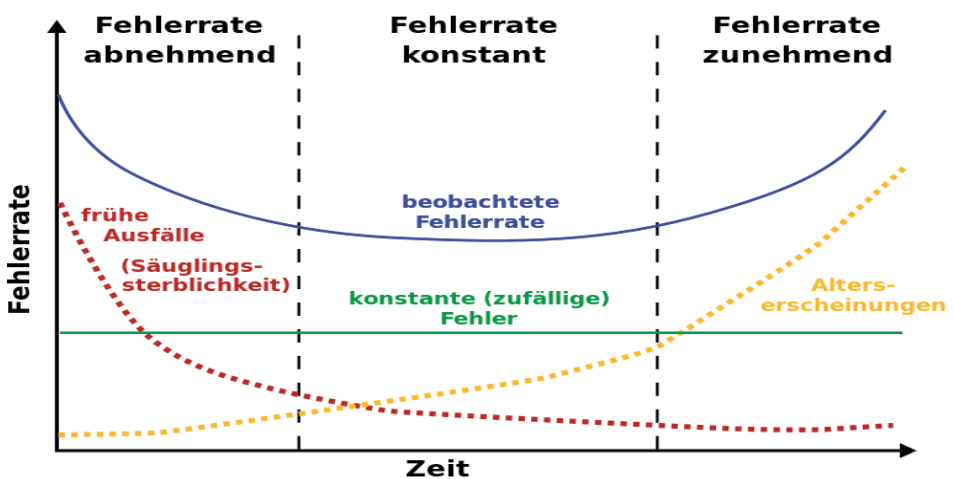 Fehlerrate
abnehmend
Fehlerrate
konstant
Fehlerrate
zunehmend
Fehlerrate
beobachtete
Fehlerrate
frühe
Ausfälle
(Säuglings-
sterblichkeit)
konstante (zufällige)
Fehler
Alters-
erscheinungen
Zeit